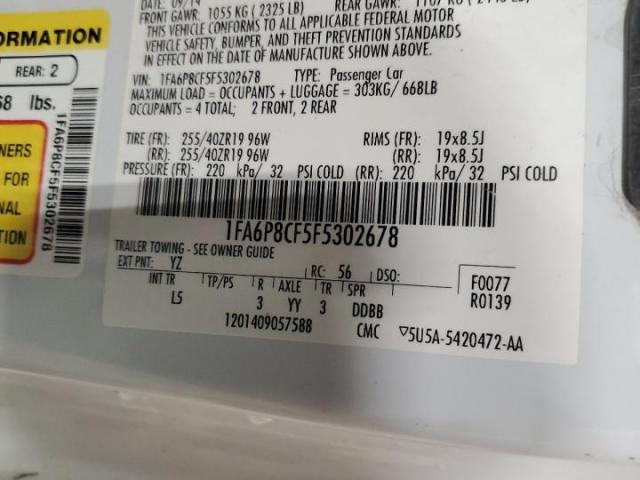 DATE: 09/14
FRONT GAWR: 1055 KG ( 2325 LB) REAR GAWR:
THIS VEHICLE CONFORMS TO ALL APPLICABLE FEDERAL MOTOR
VEHICLE SAFETY, BUMPER, AND THEFT PREVENTION STANDARDS
IN EFFECT ON THE DATE OF MANUFACTURE SHOWN ABOVE.
VIN: 1FA6P8CF5F5302678 TYPE: Passenger Car
MAXIMUM LOAD = OCCUPANTS + LUGGAGE = 303KG/ 668LB
OCCUPANTS = 4 TOTAL; 2 FRONT, 2 REAR
TIRE (FR): 255/40ZR19 96W RIMS (FR): 19x8.5J
(RR): 255/40ZR19 96W (RR): 19x8.5J
PRESSURE (FR): 220 kPa/ 32 PSI COLD (RR): 220 kPa/ 32 PSI COLD
1FA6P8CF5F5302678
TRAILER TOWING - SEE OWNER GUIDE
EXT PNT: YZ RC: 56 DSO: F0077
INT TR TP/PS R AXLE TR SPR R0139
L5 3 YY 3 DDBB
1201409057588 CMC ▽5U5A-5420472-AA
ORMATION
REAR: 2
68 lbs.
NERS
FOR
NAL
TION
1FA6P8CF5F5302678